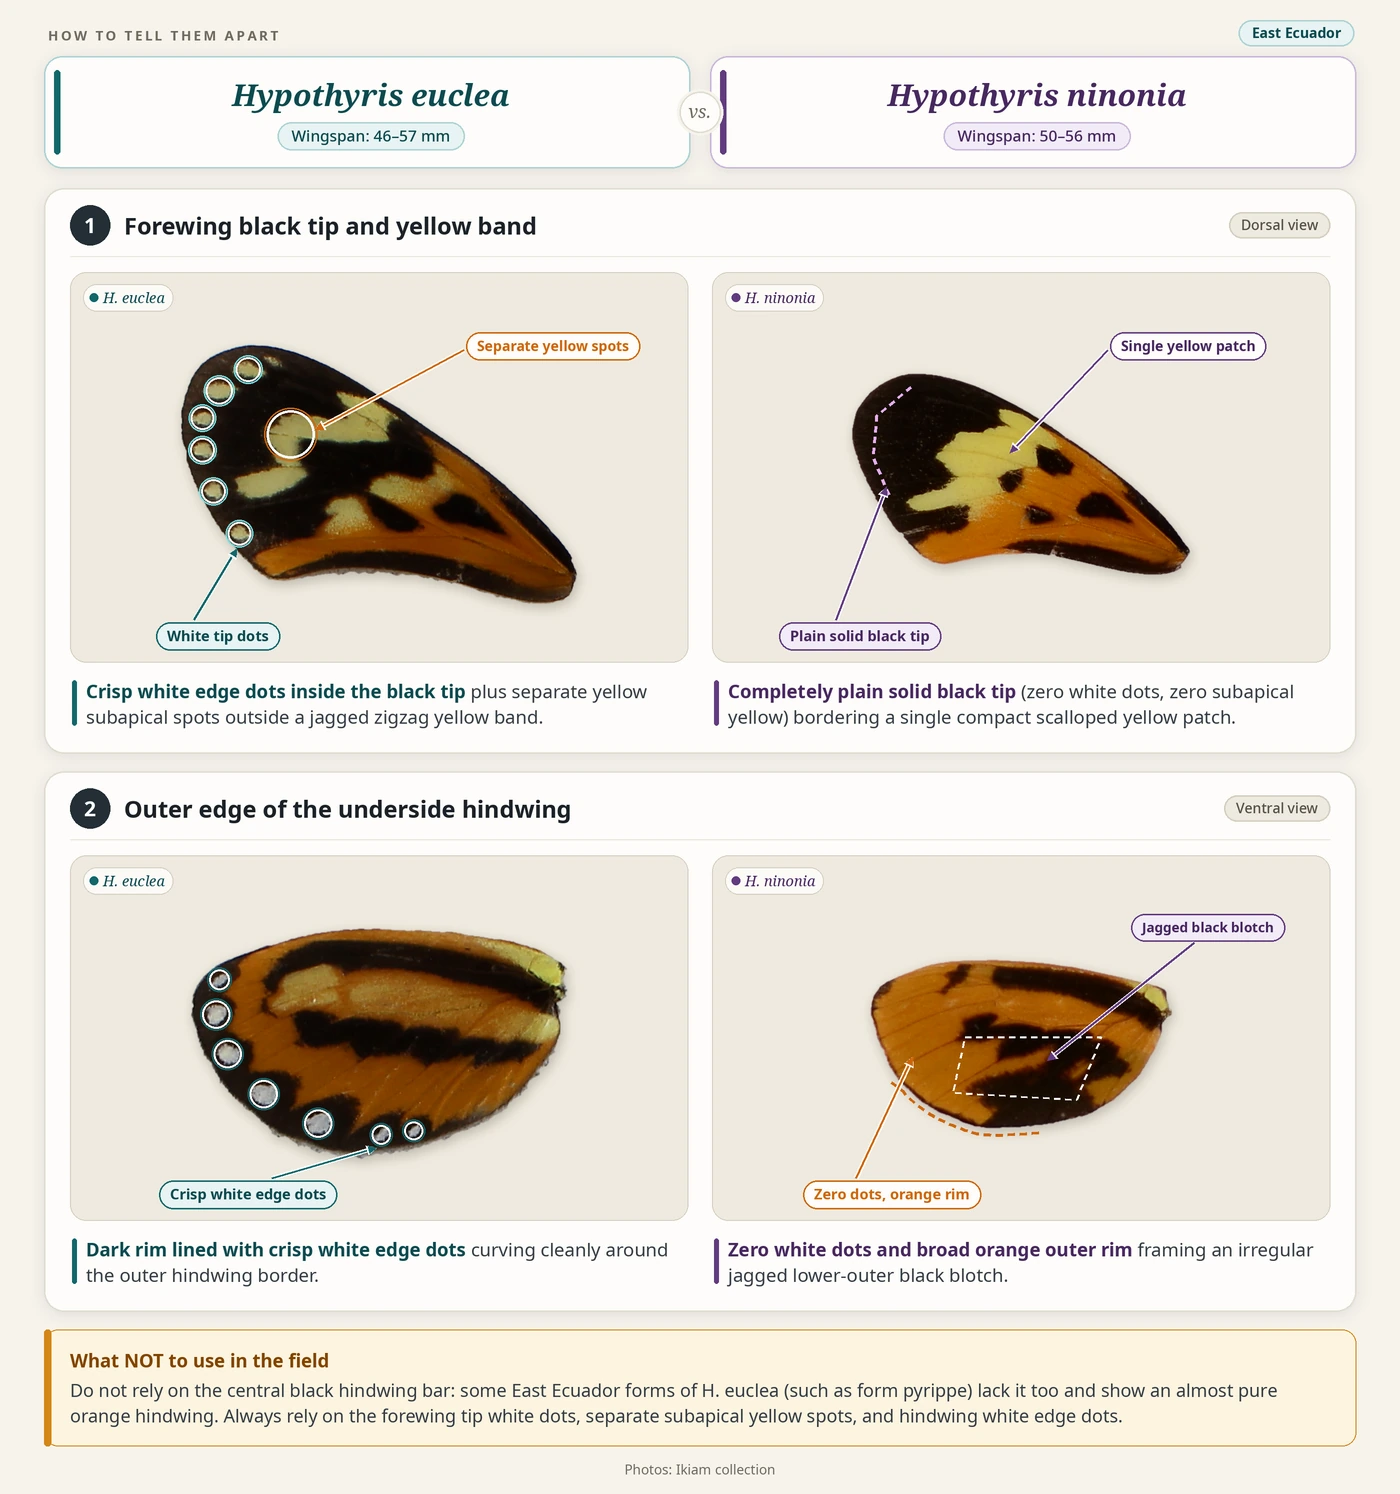 HOW TO TELL THEM APART
East Ecuador
Hypothyris euclea
Wingspan: 46–57 mm
vs.
Hypothyris ninonia
Wingspan: 50–56 mm
1 Forewing black tip and yellow band
Dorsal view
H. euclea
Separate yellow spots
White tip dots
H. ninonia
Single yellow patch
Plain solid black tip
Crisp white edge dots inside the black tip plus separate yellow
subapical spots outside a jagged zigzag yellow band.
Completely plain solid black tip (zero white dots, zero subapical
yellow) bordering a single compact scalloped yellow patch.
2 Outer edge of the underside hindwing
Ventral view
H. euclea
Crisp white edge dots
H. ninonia
Jagged black blotch
Zero dots, orange rim
Dark rim lined with crisp white edge dots curving cleanly around
the outer hindwing border.
Zero white dots and broad orange outer rim framing an irregular
jagged lower-outer black blotch.
What NOT to use in the field
Do not rely on the central black hindwing bar: some East Ecuador forms of H. euclea (such as form pyrippe) lack it too and show an almost pure
orange hindwing. Always rely on the forewing tip white dots, separate subapical yellow spots, and hindwing white edge dots.
Photos: Ikiam collection